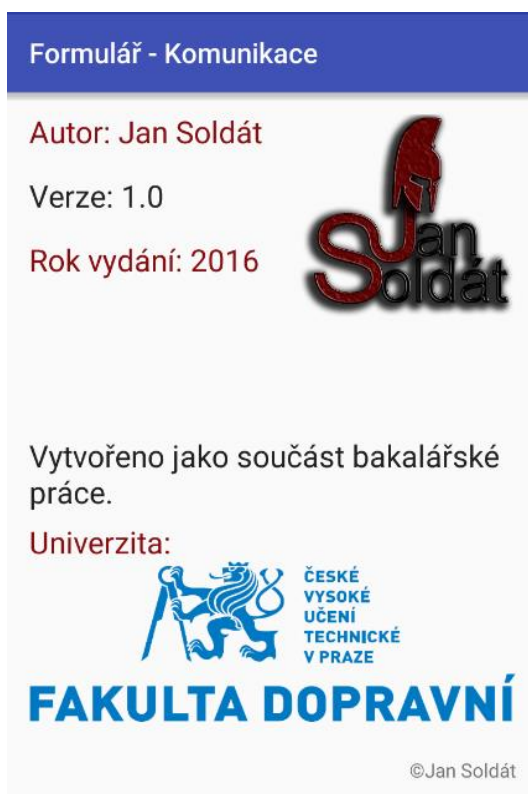 Formulář - Komunikace
Autor: Jan Soldát
Verze: 1.0
Rok vydání: 2016
Jan
Soldát
Vytvořeno jako součást bakalářské
práce.
Univerzita:
ČESKÉ
VYSOKÉ
UČENÍ
TECHNICKÉ
V PRAZE
FAKULTA DOPRAVNÍ
©Jan Soldát